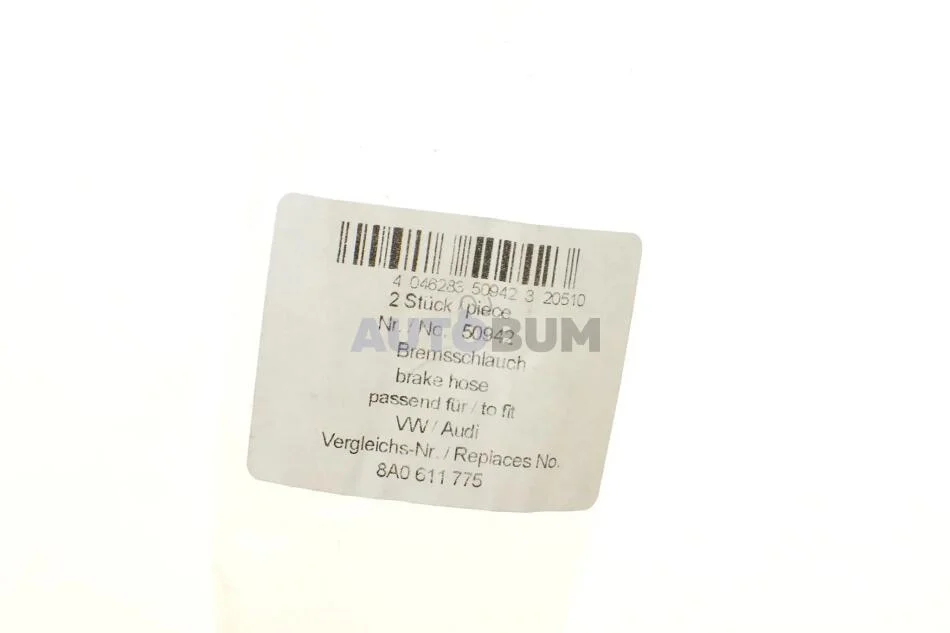 4 046283 50942 3 20510
2 Stück / piece
Nr. / No. 50942
AUTOBUM
Bremsschlauch
brake hose
passend für / to fit
VW / Audi
Vergleichs-Nr. / Replaces No.
8A0 611 775